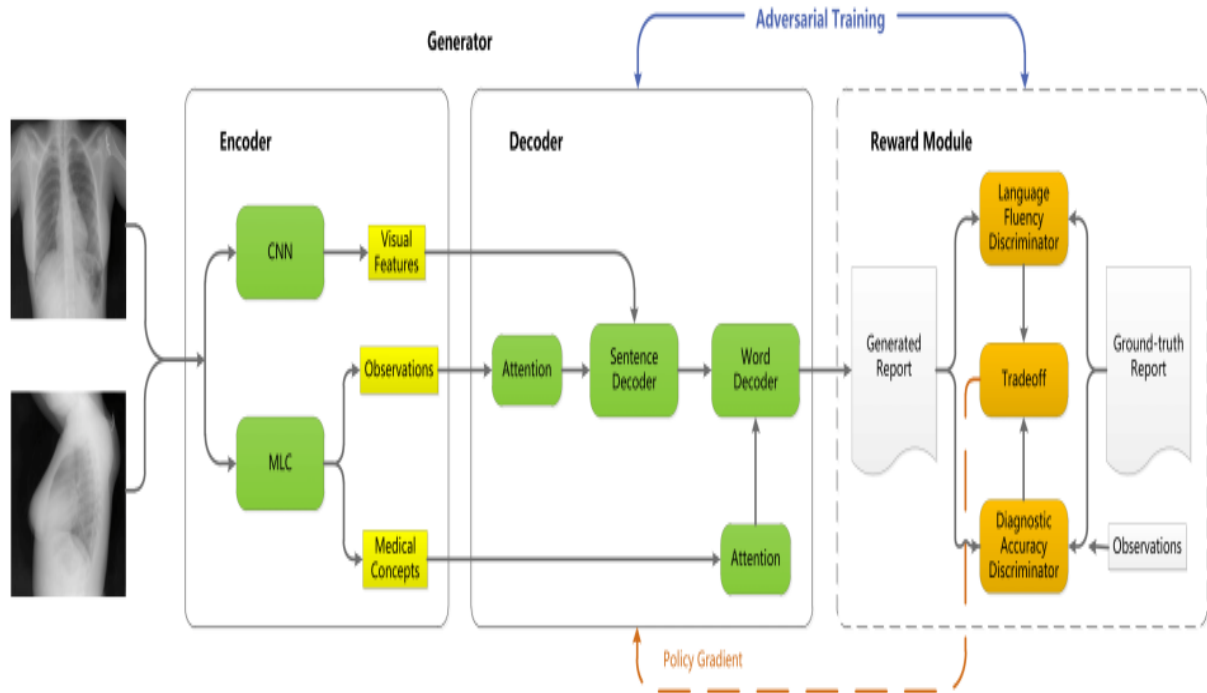 Generator
Adversarial Training
Encoder
Decoder
Reward Module
CNN
Visual
Features
Language
Fluency
Discriminator
Observations
Attention
Sentence
Decoder
Word
Decoder
Generated
Report
Tradeoff
Ground-truth
Report
MLC
Medical
Concepts
Attention
Diagnostic
Accuracy
Discriminator
Observations
Policy Gradient